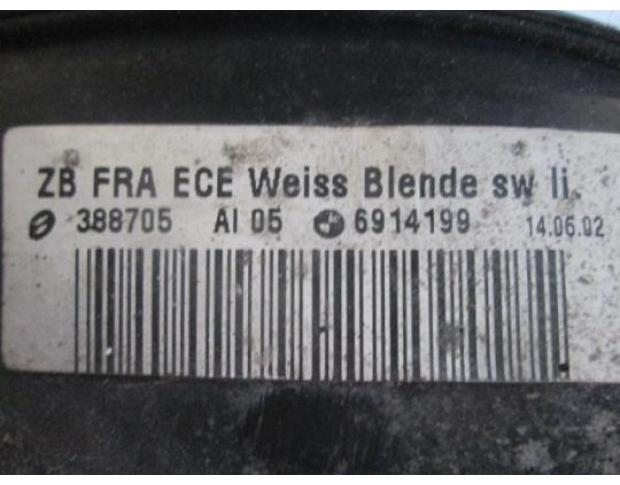 ZB FRA ECE Weiss Blende sw li.
388705 AI 05 6914199 14.06.02